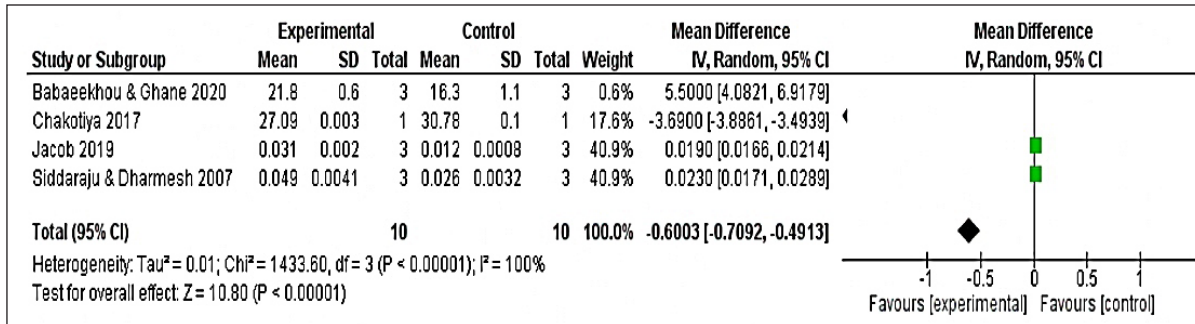 Experimental Control Mean Difference Mean Difference
Study or Subgroup Mean SD Total Mean SD Total Weight IV, Random, 95% CI IV, Random, 95% CI
Babaeekhou & Ghane 2020 21.8 0.6 3 16.3 1.1 3 0.6% 5.5000 [4.0821, 6.9179]
Chakotiya 2017 27.09 0.003 1 30.78 0.1 1 17.6% -3.6900 [-3.8861, -3.4939]
Jacob 2019 0.031 0.002 3 0.012 0.0008 3 40.9% 0.0190 [0.0166, 0.0214]
Siddaraju & Dharmesh 2007 0.049 0.0041 3 0.026 0.0032 3 40.9% 0.0230 [0.0171, 0.0289]
Total (95% CI) 10 10 100.0% -0.6003 [-0.7092, -0.4913]
Heterogeneity: Tau² = 0.01; Chi² = 1433.60, df = 3 (P < 0.00001); I² = 100%
Test for overall effect: Z = 10.80 (P < 0.00001)
-1 -0.5 0 0.5 1
Favours [experimental] Favours [control]